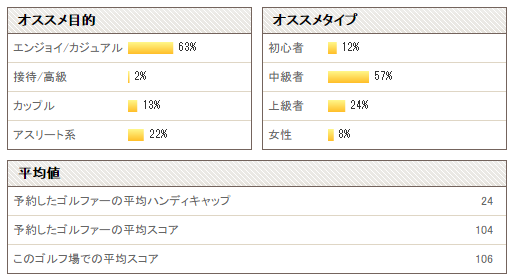 オススメ目的
エンジョイ/カジュアル 63%
接待/高級 2%
カップル 13%
アスリート系 22%
オススメタイプ
初心者 12%
中級者 57%
上級者 24%
女性 8%
平均値
予約したゴルファーの平均ハンディキャップ 24
予約したゴルファーの平均スコア 104
このゴルフ場での平均スコア 106